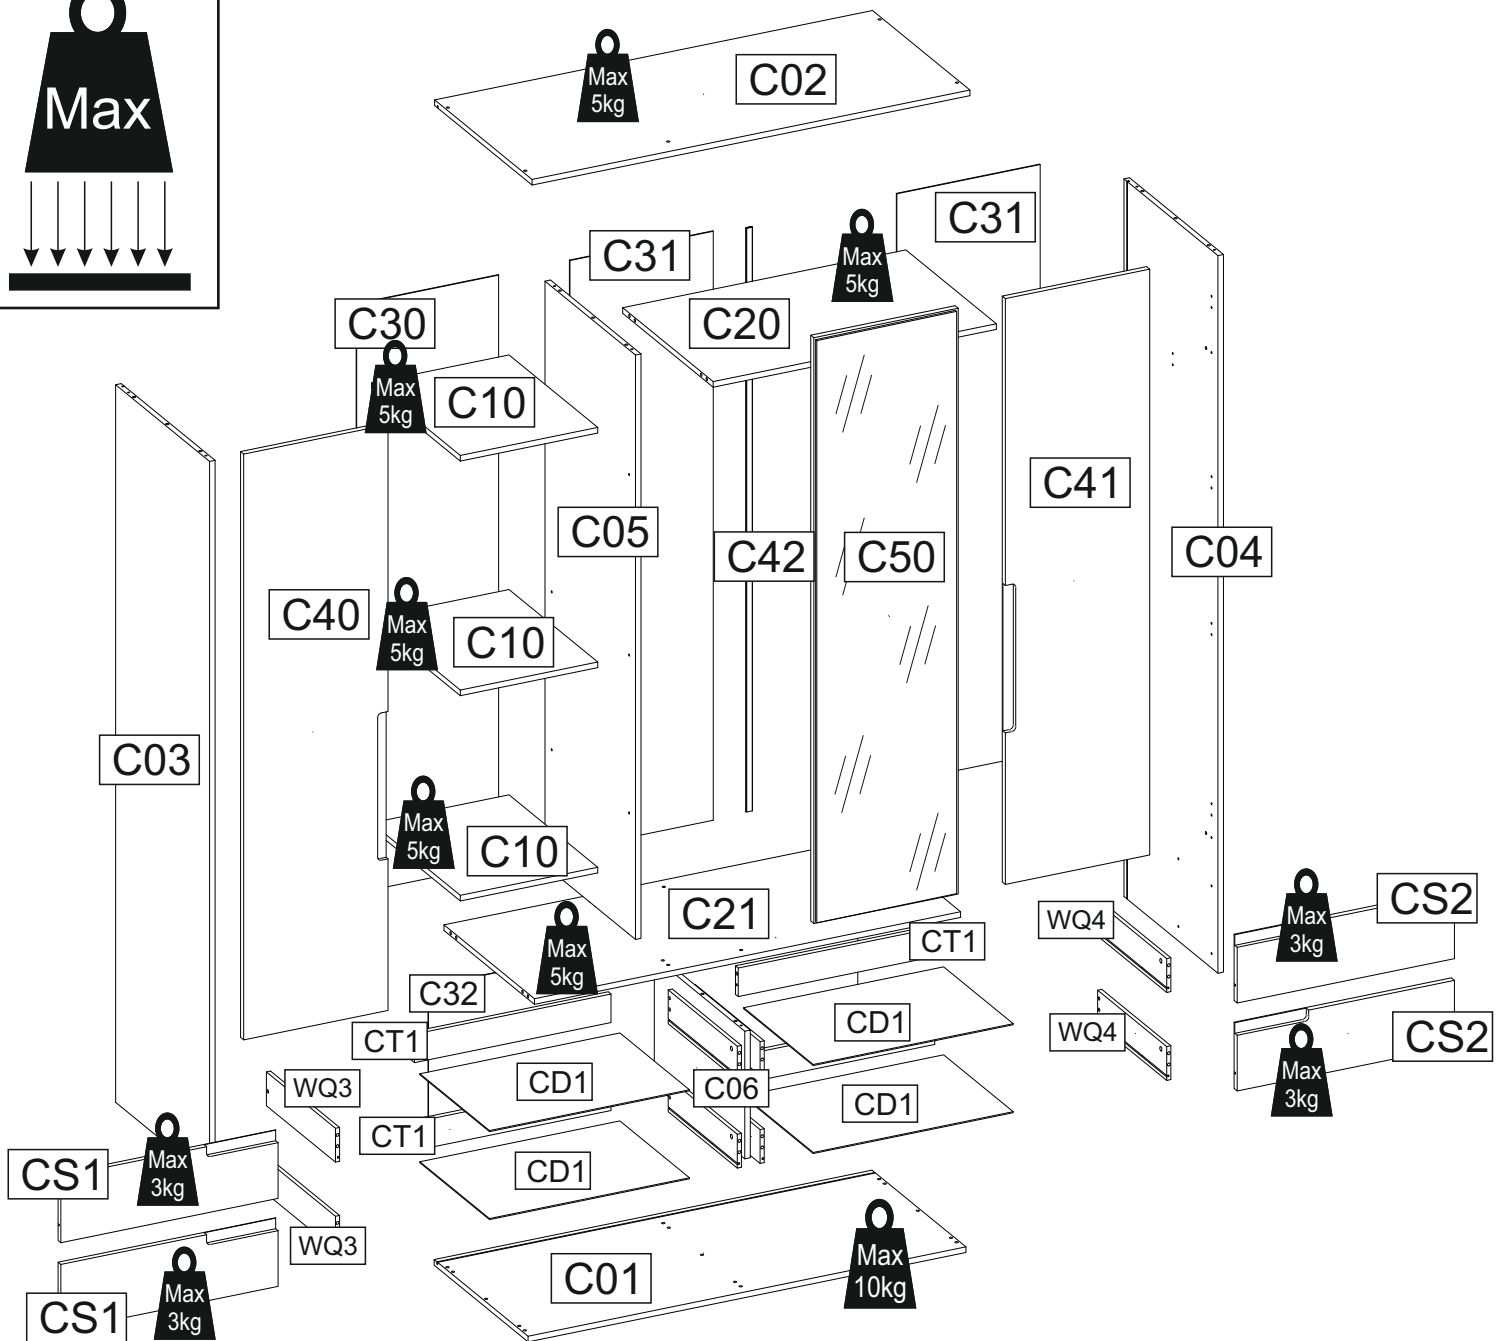 Max
Max
5kg
C02
C31
C31
Max
5kg
C20
C30
Max
5kg
C10
C41
C05
C42
C50
C04
C40
Max
5kg
C10
C03
Max
5kg
C10
C21
Max
5kg
CT1
WQ4
Max
3kg
CS2
C32
CT1
CD1
WQ4
CS2
Max
3kg
WQ3
CD1
C06
CD1
CT1
CD1
CS1
Max
3kg
WQ3
C01
Max
10kg
CS1
Max
3kg